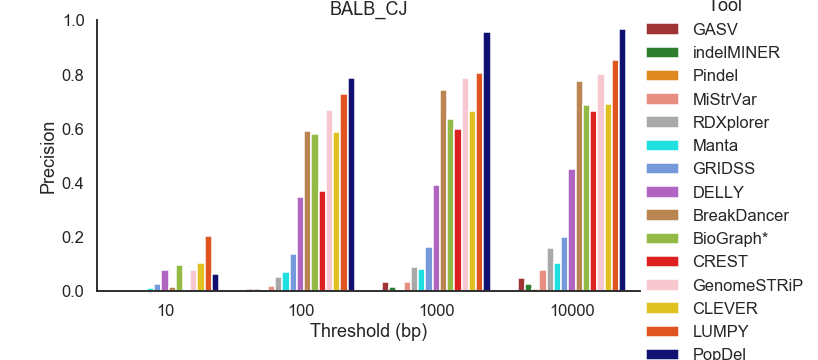 BALB_CJ
Precision
1.0
0.8
0.6
0.4
0.2
0.0
10
100
1000
10000
Threshold (bp)
Tool
GASV
indelMINER
Pindel
MiStrVar
RDXplorer
Manta
GRIDSS
DELLY
BreakDancer
BioGraph*
CREST
GenomeSTRiP
CLEVER
LUMPY
PopDel